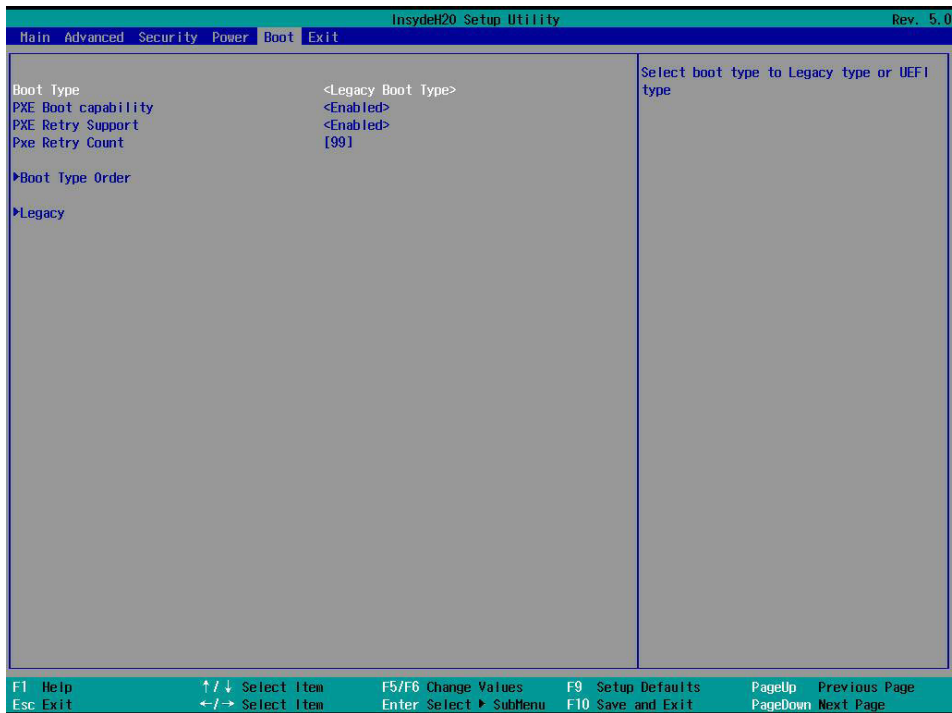 InsydeH20 Setup Utility Rev. 5.0
Main Advanced Security Power Boot Exit
Boot Type <Legacy Boot Type>
PXE Boot capability <Enabled>
PXE Retry Support <Enabled>
Pxe Retry Count [99]
▶Boot Type Order
▶Legacy
Select boot type to Legacy type or UEFI
type
F1 Help ↑/↓ Select Item F5/F6 Change Values F9 Setup Defaults PageUp Previous Page
Esc Exit ←/→ Select Item Enter Select ▶ SubMenu F10 Save and Exit PageDown Next Page